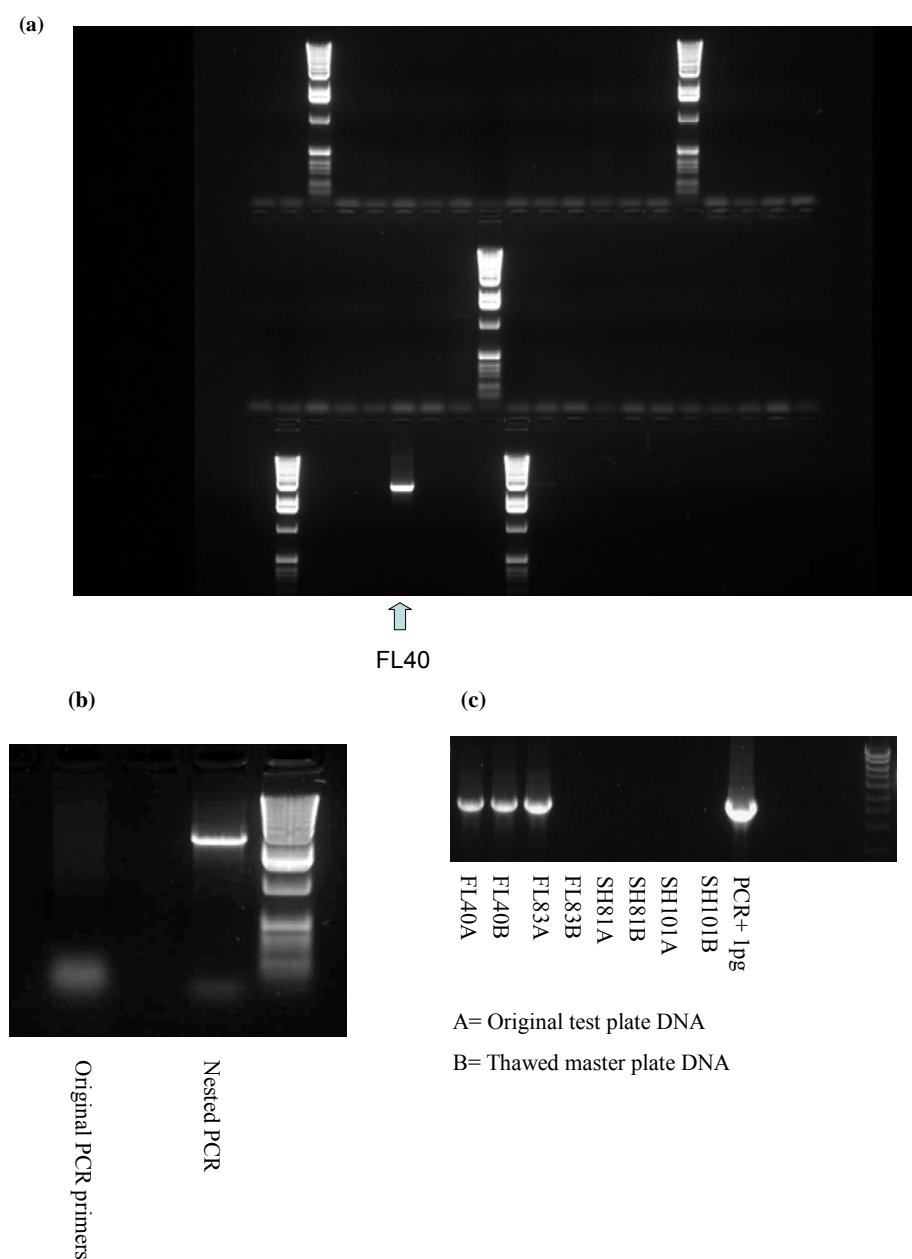 (a)
FL40
(b)
(c)
Original PCR primers
Nested PCR
FL40A
FL40B
FL83A
FL83B
SH81A
SH81B
SH101A
SH101B
PCR+ 1pg
A= Original test plate DNA
B= Thawed master plate DNA